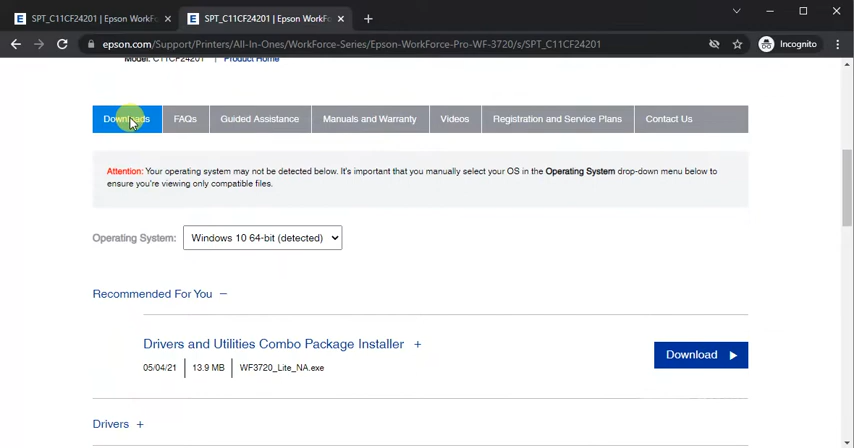 SPT_C11CF24201 | Epson WorkF
SPT_C11CF24201 | Epson WorkFo
epson.com/Support/Printers/All-In-Ones/WorkForce-Series/Epson-WorkForce-Pro-WF-3720/s/SPT_C11CF24201
Incognito
Model: C11CF24201 | Product Home
Downloads FAQs Guided Assistance Manuals and Warranty Videos Registration and Service Plans Contact Us
Attention: Your operating system may not be detected below. It's important that you manually select your OS in the Operating System drop-down menu below to
ensure you're viewing only compatible files.
Operating System: Windows 10 64-bit (detected)
Recommended For You −
Drivers and Utilities Combo Package Installer +
05/04/21 | 13.9 MB | WF3720_Lite_NA.exe
Download
Drivers +